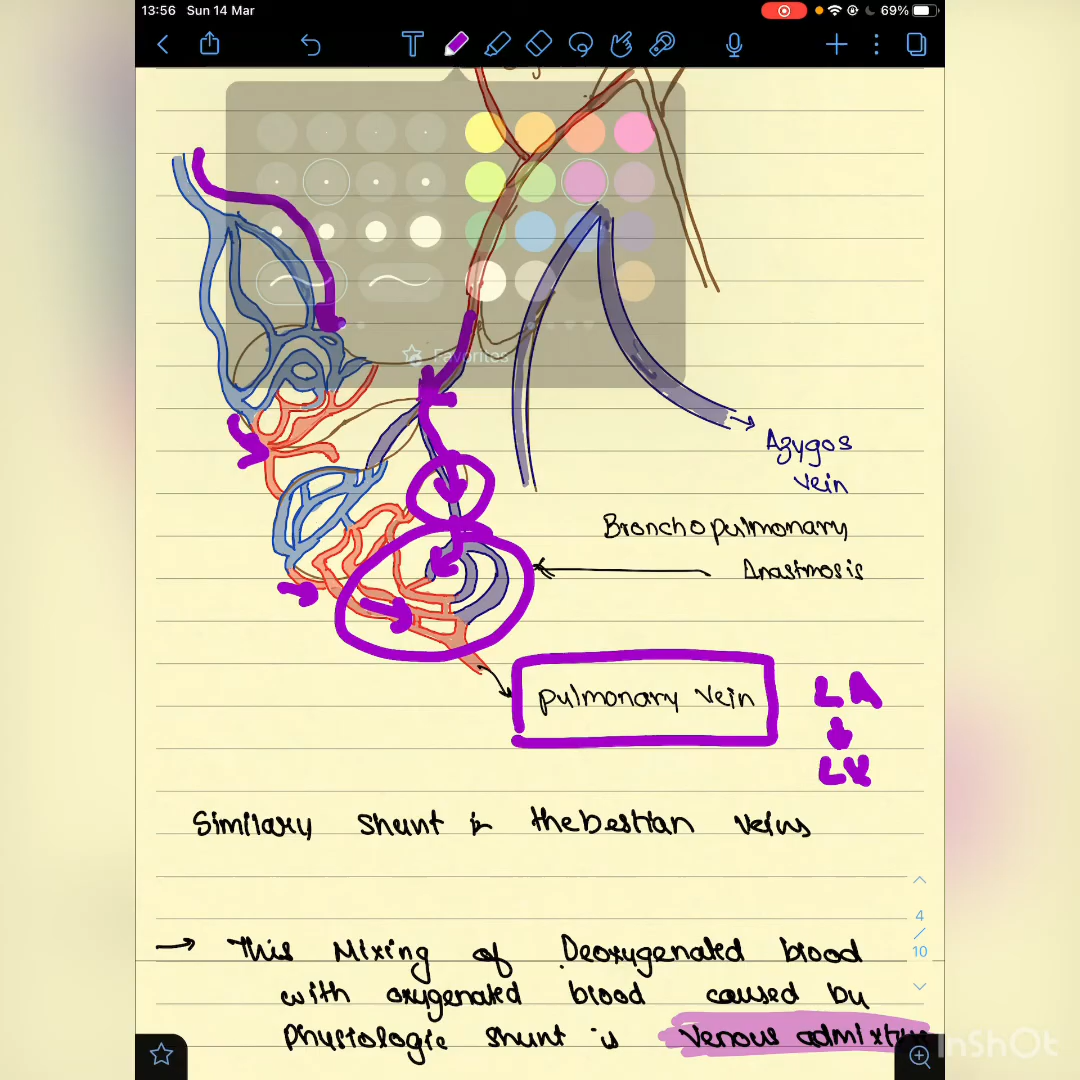 13:56 Sun 14 Mar
69%
Favorites
Azygos
vein
Bronchopulmonary
Anastmosis
pulmonary vein
LA
LV
Similary shunt in thebestian veins
4
10
→ This Mixing of Deoxygenated blood
with oxygenated blood caused by
Physiologic shunt is venous admixture
InShOt